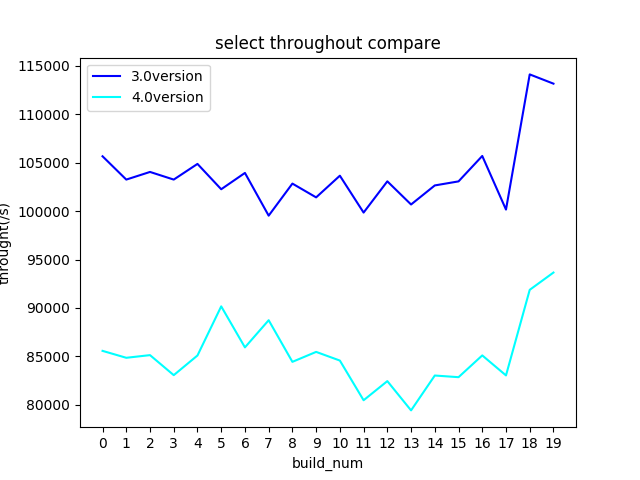 select throughout compare
3.0version
4.0version
115000
110000
105000
100000
95000
90000
85000
80000
throught(/s)
0 1 2 3 4 5 6 7 8 9 10 11 12 13 14 15 16 17 18 19
build_num